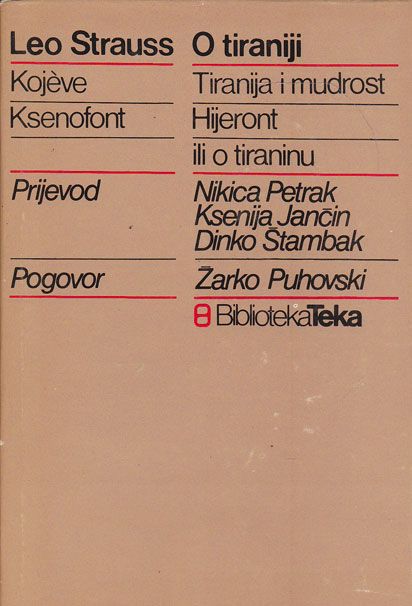 Leo Strauss O tiraniji
Kojève Tiranija i mudrost
Ksenofont Hijeront
ili o tiraninu
Prijevod Nikica Petrak
Ksenija Jančin
Dinko Štambak
Pogovor Žarko Puhovski
BibliotekaTeka